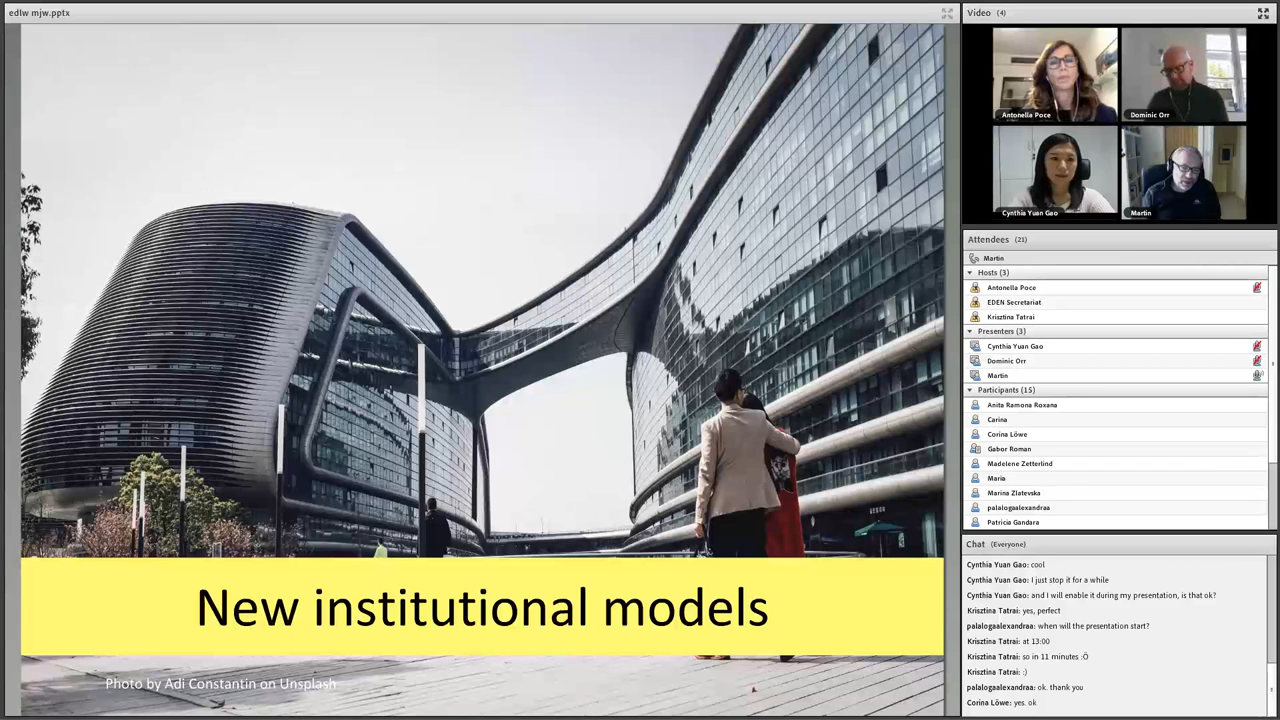 edlw mjw.pptx
New institutional models
Photo by Adi Constantin on Unsplash
Video (4)
Antonella Poce
Dominic Orr
Cynthia Yuan Gao
Martin
Attendees (21)
Martin
Hosts (3)
Antonella Poce
EDEN Secretariat
Krisztina Tatrai
Presenters (3)
Cynthia Yuan Gao
Dominic Orr
Martin
Participants (15)
Anita Ramona Roxana
Carina
Corina Löwe
Gabor Roman
Madelene Zetterlind
Maria
Marina Zlatevska
palalogaalexandraa
Patricia Gandara
Chat (Everyone)
Cynthia Yuan Gao: cool
Cynthia Yuan Gao: I just stop it for a while
Cynthia Yuan Gao: and I will enable it during my presentation, is that ok?
Krisztina Tatrai: yes, perfect
palalogaalexandraa: when will the presentation start?
Krisztina Tatrai: at 13:00
Krisztina Tatrai: so in 11 minutes :Ö
Krisztina Tatrai: :)
palalogaalexandraa: ok. thank you
Corina Löwe: yes. ok